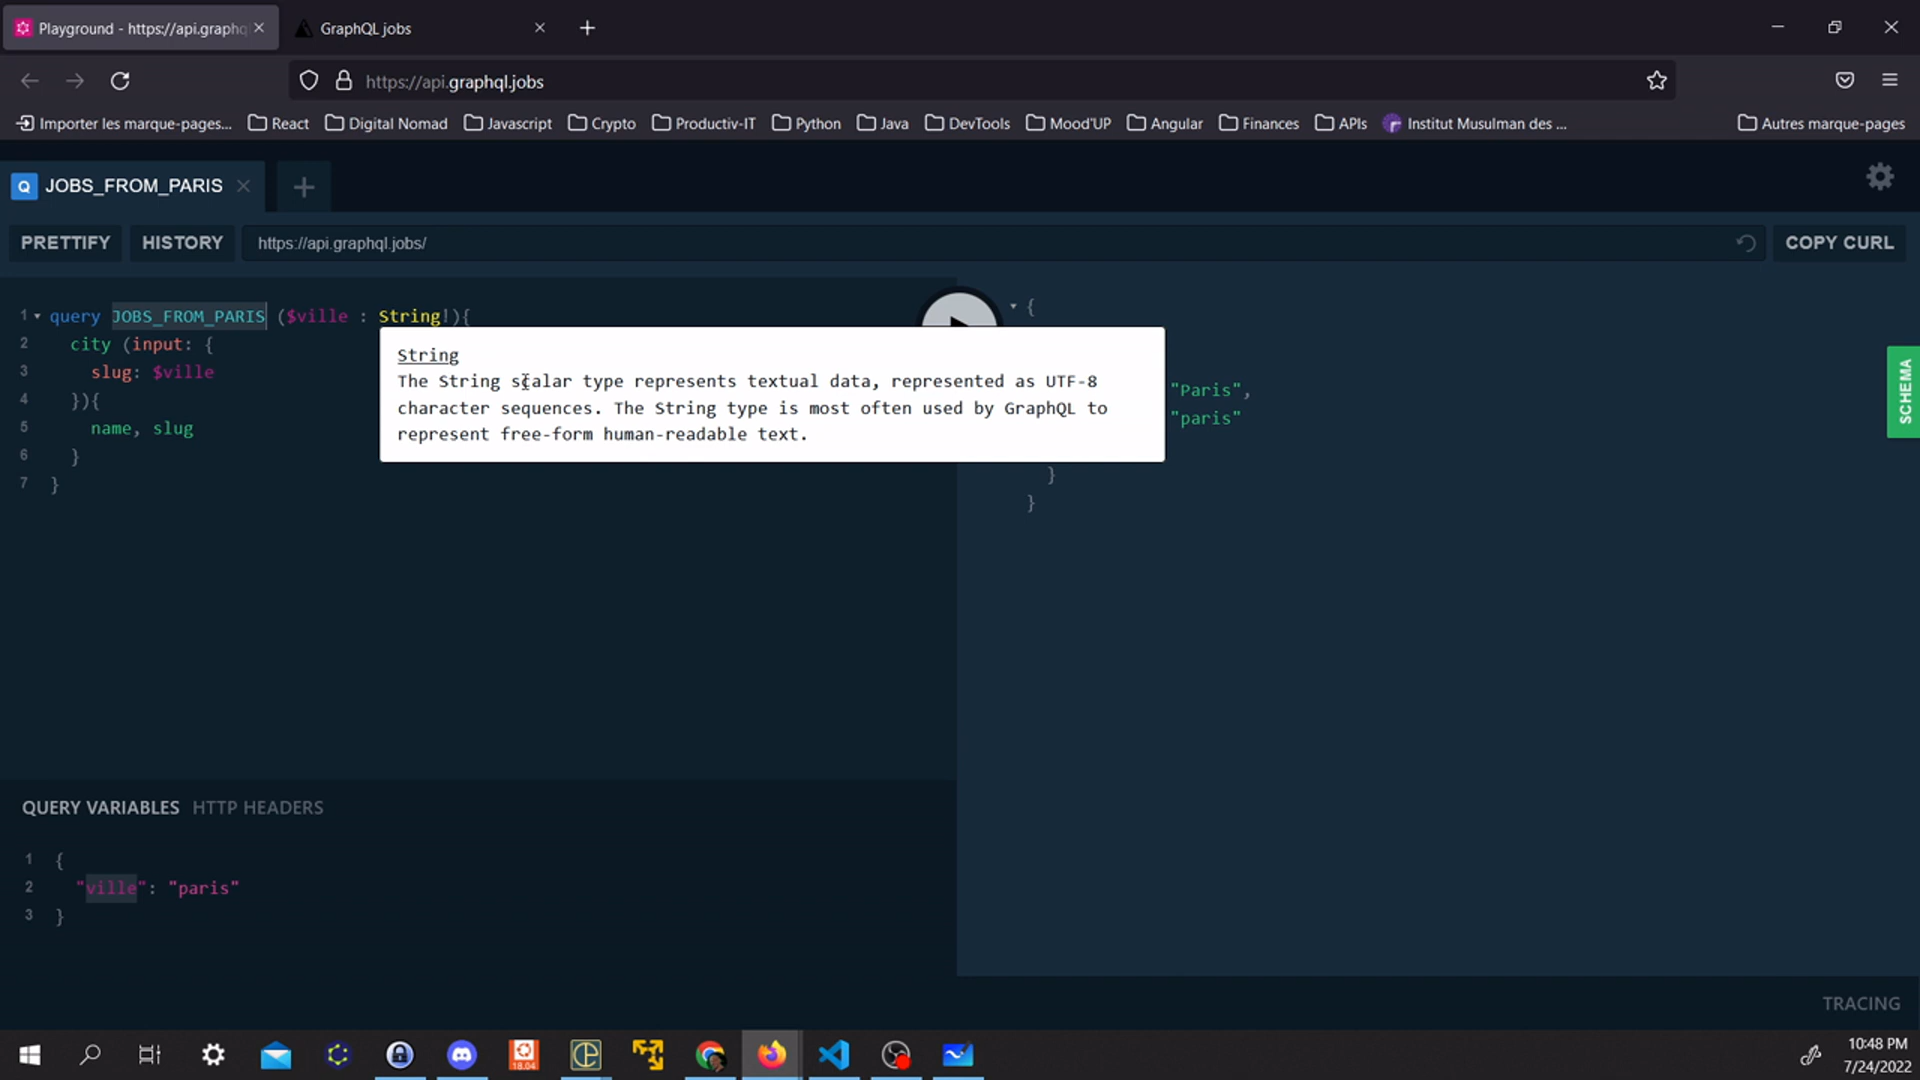 Playground - https://api.graphq
GraphQL jobs
https://api.graphql.jobs
Importer les marque-pages... React Digital Nomad Javascript Crypto Productiv-IT Python Java DevTools Mood'UP Angular Finances APIs Institut Musulman des ... Autres marque-pages
Q JOBS_FROM_PARIS
PRETTIFY HISTORY https://api.graphql.jobs/ COPY CURL
1 query JOBS_FROM_PARIS ($ville : String!){
2 city (input: {
3 slug: $ville
4 }){
5 name, slug
6 }
7 }
String
The String scalar type represents textual data, represented as UTF-8
character sequences. The String type is most often used by GraphQL to
represent free-form human-readable text.
{
"Paris",
"paris"
}
}
SCHEMA
QUERY VARIABLES HTTP HEADERS
1 {
2 "ville": "paris"
3 }
TRACING
18.04
10:48 PM
7/24/2022